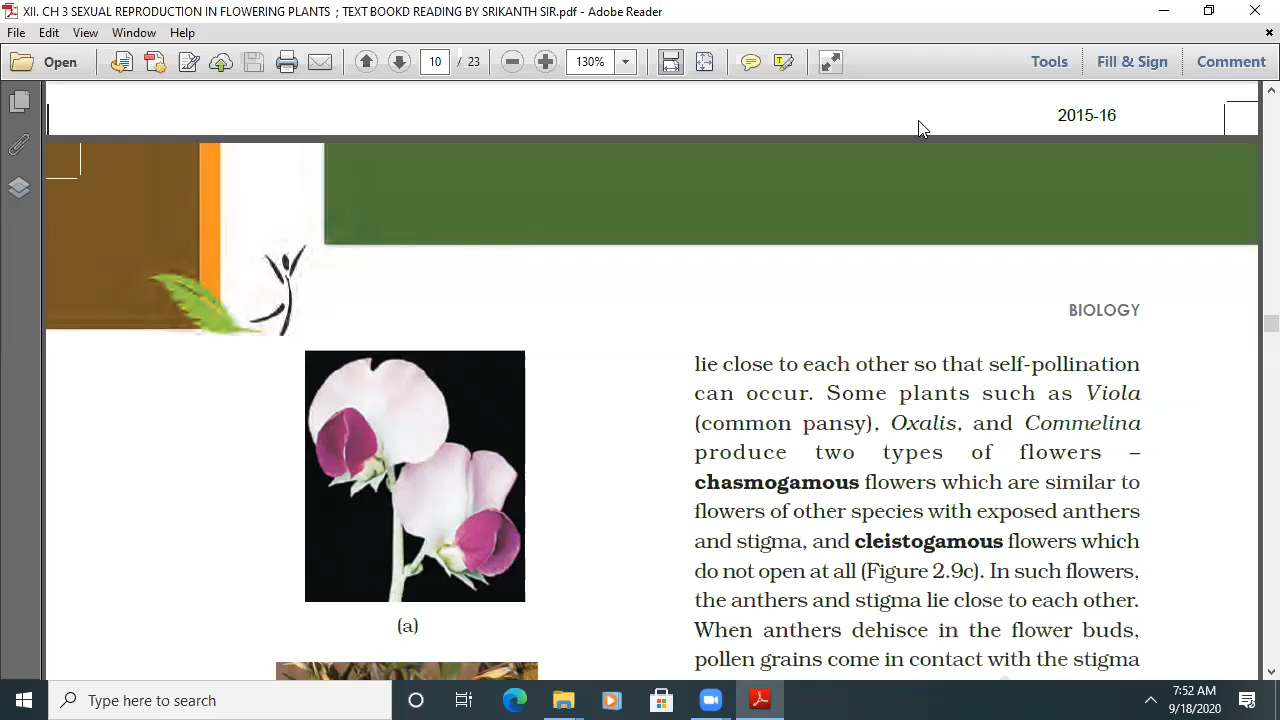 XII. CH 3 SEXUAL REPRODUCTION IN FLOWERING PLANTS ; TEXT BOOKD READING BY SRIKANTH SIR.pdf - Adobe Reader
File Edit View Window Help
Open 10 / 23 130% Tools Fill & Sign Comment
2015-16
BIOLOGY
lie close to each other so that self-pollination
can occur. Some plants such as Viola
(common pansy), Oxalis, and Commelina
produce two types of flowers –
chasmogamous flowers which are similar to
flowers of other species with exposed anthers
and stigma, and cleistogamous flowers which
do not open at all (Figure 2.9c). In such flowers,
the anthers and stigma lie close to each other.
When anthers dehisce in the flower buds,
pollen grains come in contact with the stigma
(a)
Type here to search
7:52 AM
9/18/2020